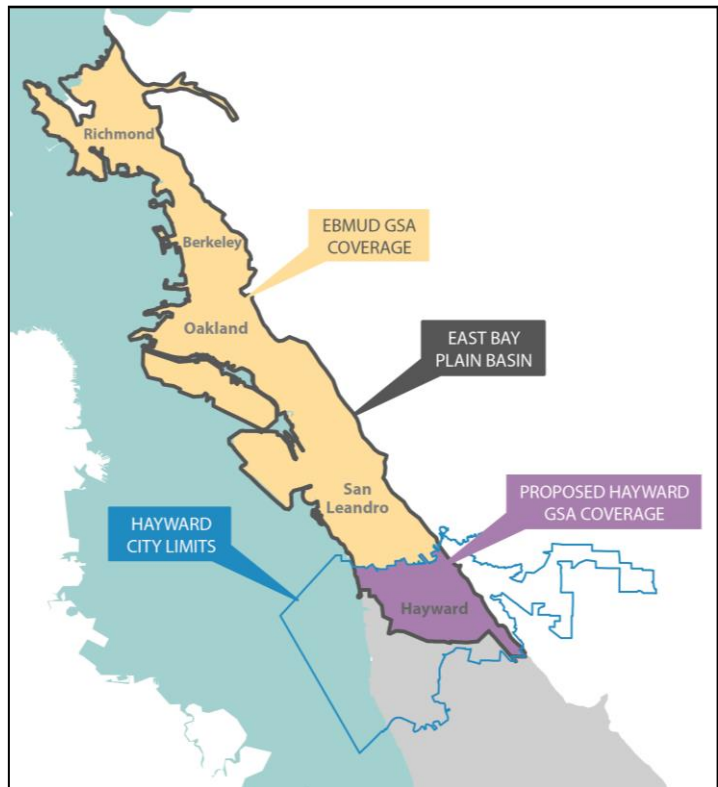 Richmond
EBMUD GSA
COVERAGE
Berkeley
Oakland
EAST BAY
PLAIN BASIN
San
Leandro
PROPOSED HAYWARD
GSA COVERAGE
HAYWARD
CITY LIMITS
Hayward